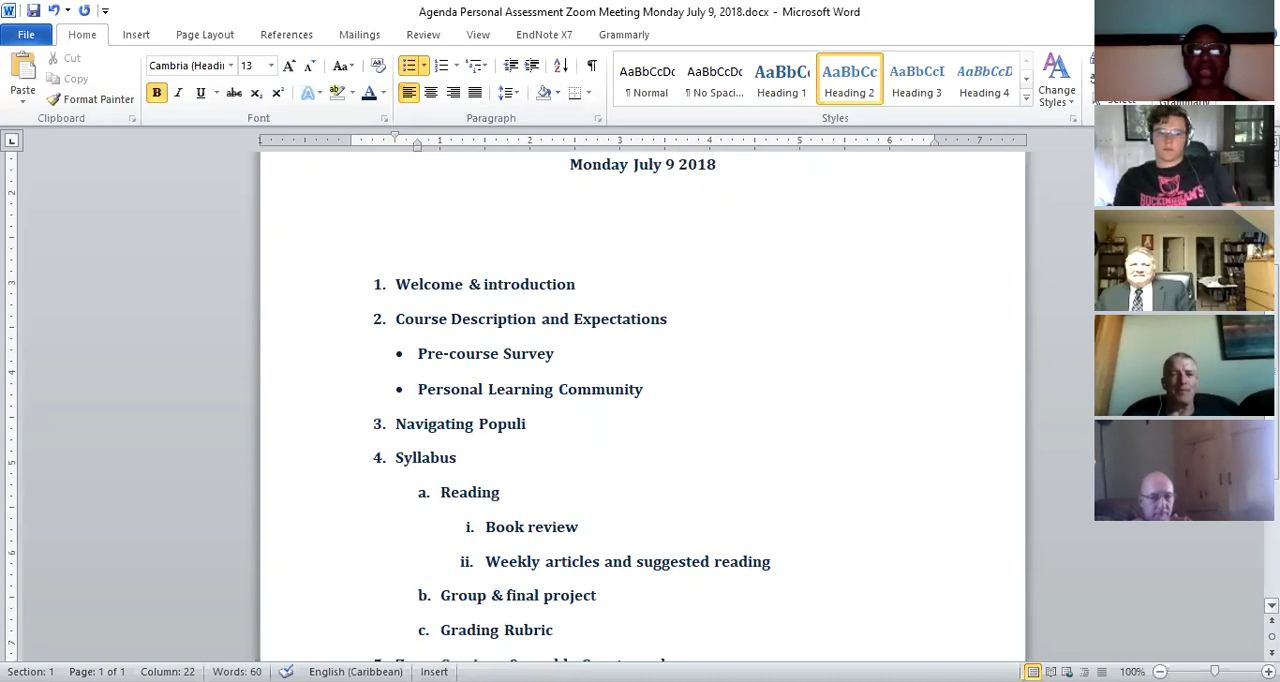 Agenda Personal Assessment Zoom Meeting Monday July 9, 2018.docx - Microsoft Word
File Home Insert Page Layout References Mailings Review View EndNote X7 Grammarly
Cut
Copy
Paste
Format Painter
Cambria (Headi 13
AaBbCcDc AaBbCcDc AaBbC AaBbCc AaBbCcI AaBbCcD
¶ Normal ¶ No Spaci... Heading 1 Heading 2 Heading 3 Heading 4
Change
Styles
Clipboard Font Paragraph Styles
Monday July 9 2018
1. Welcome & introduction
2. Course Description and Expectations
• Pre-course Survey
• Personal Learning Community
3. Navigating Populi
4. Syllabus
a. Reading
i. Book review
ii. Weekly articles and suggested reading
b. Group & final project
c. Grading Rubric
BUCKINGHAM'S
Section: 1 Page: 1 of 1 Column: 22 Words: 60 English (Caribbean) Insert 100%